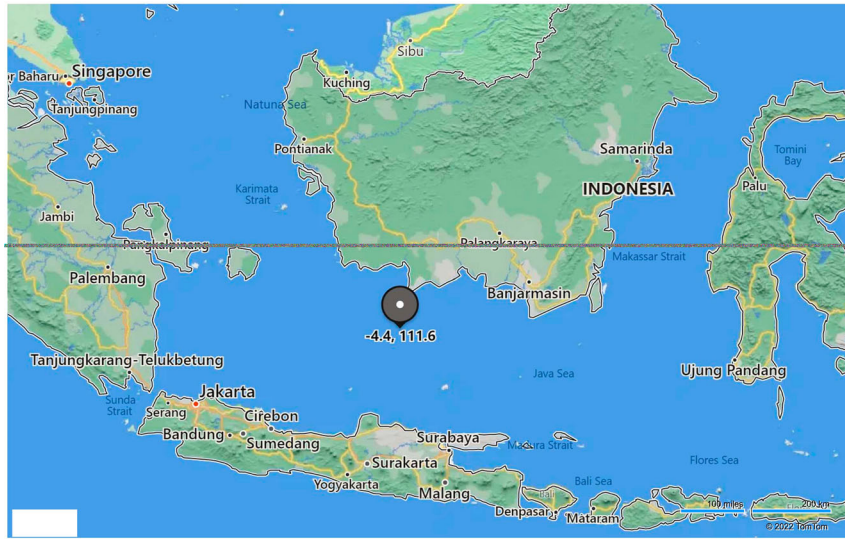 Sibu
r Baharu
Singapore
Kuching
Tanjungpinang
Natuna Sea
Pontianak
Samarinda
Tomini
Bay
Karimata
Strait
INDONESIA
Palu
Jambi
Pangkalpinang
Palangkaraya
Makassar Strait
Palembang
Banjarmasin
-4.4, 111.6
Tanjungkarang-Telukbetung
Java Sea
Ujung Pandang
Sunda
Strait
Jakarta
Serang
Cirebon
Bandung
Sumedang
Surabaya
Madura Strait
Surakarta
Flores Sea
Yogyakarta
Malang
Bali Sea
Bali
Denpasar
Mataram
100 miles
200 km
© 2022 TomTom